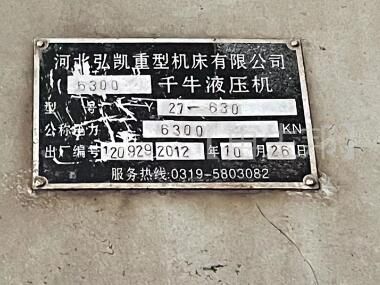 河北弘凯重型机床有限公司
6300 千牛液压机
型 号 Y 27-630
公称压力 6300 KN
出厂编号 120929 2012 年 10 月 26 日
服务热线:0319-5803082